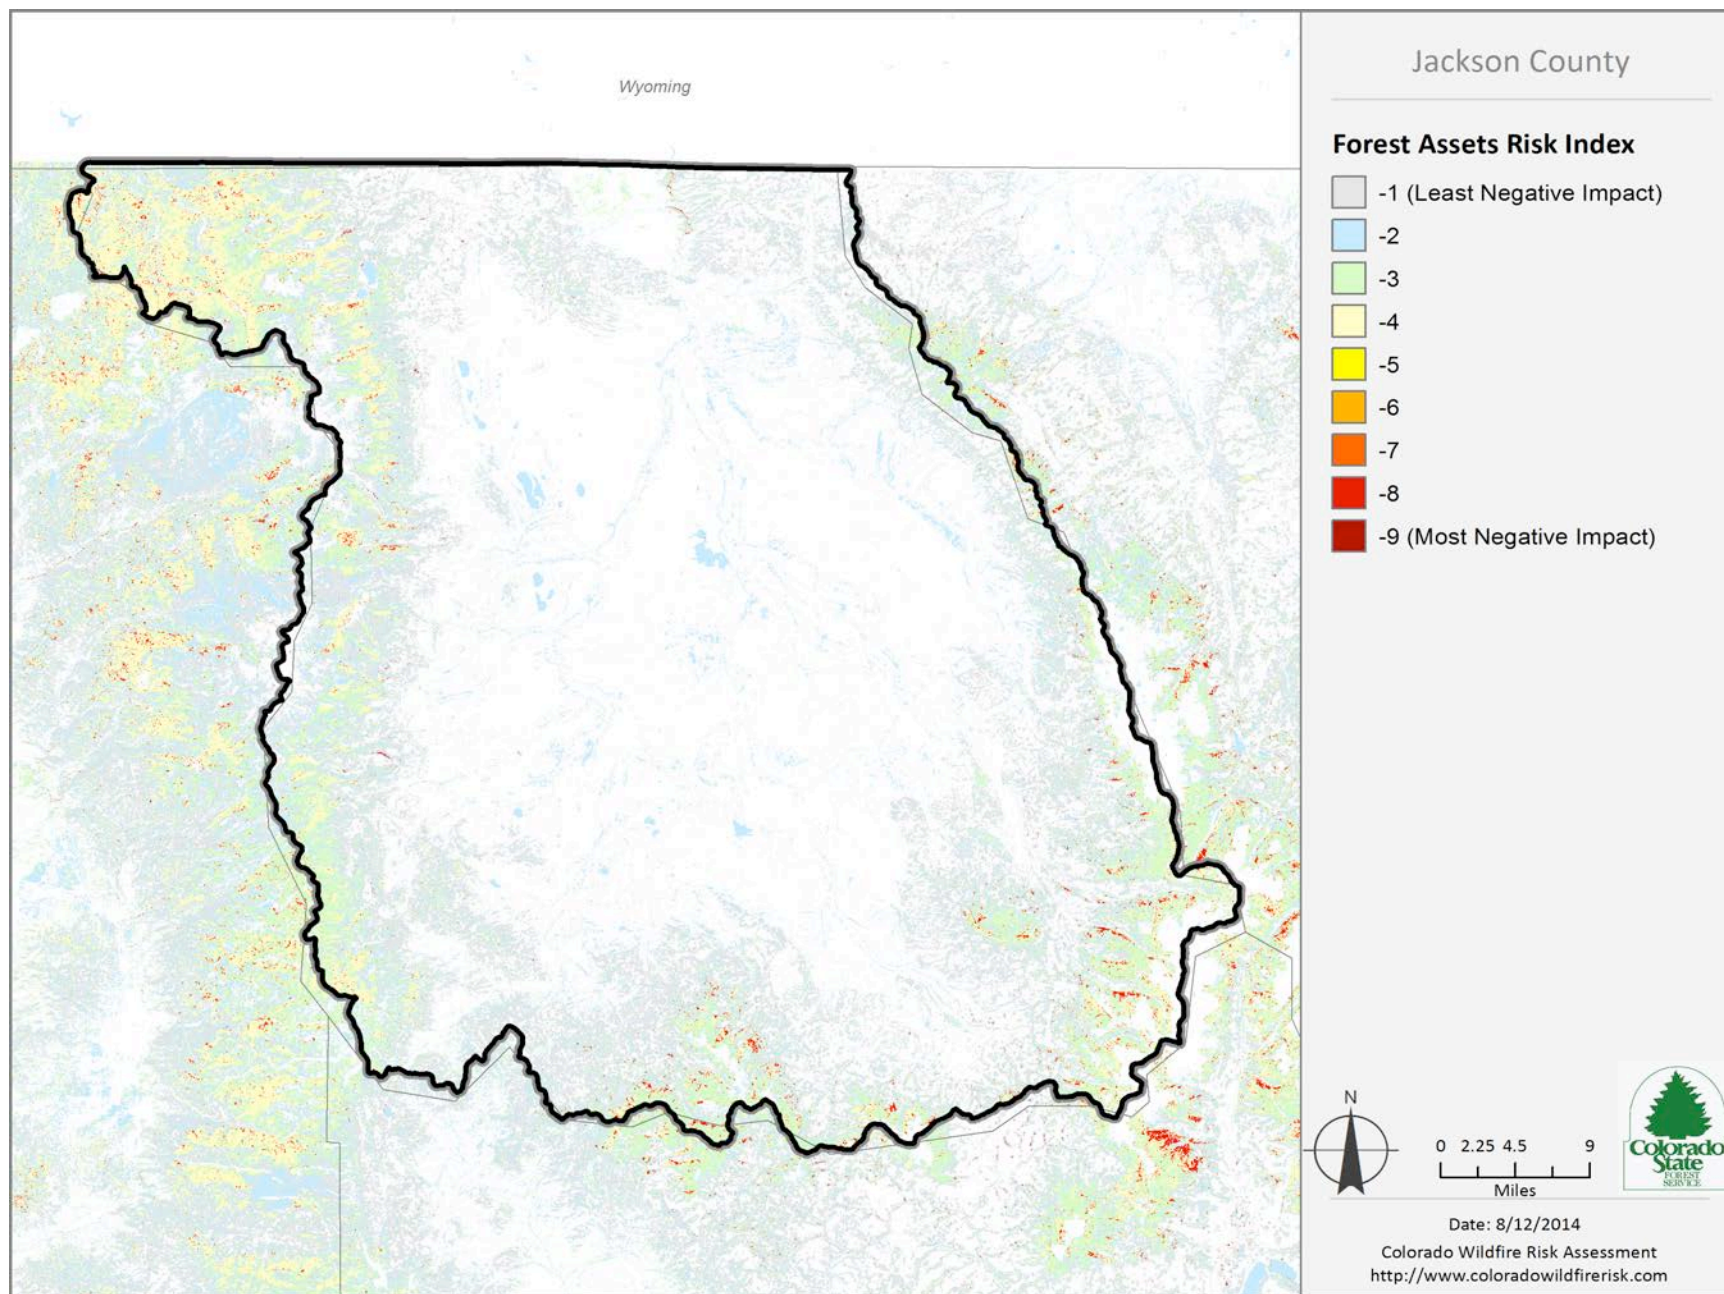 Wyoming
Jackson County
Forest Assets Risk Index
-1 (Least Negative Impact)
-2
-3
-4
-5
-6
-7
-8
-9 (Most Negative Impact)
N
0 2.25 4.5 9
Miles
Colorado
State
FOREST
SERVICE
Date: 8/12/2014
Colorado Wildfire Risk Assessment
http://www.coloradowildfirerisk.com